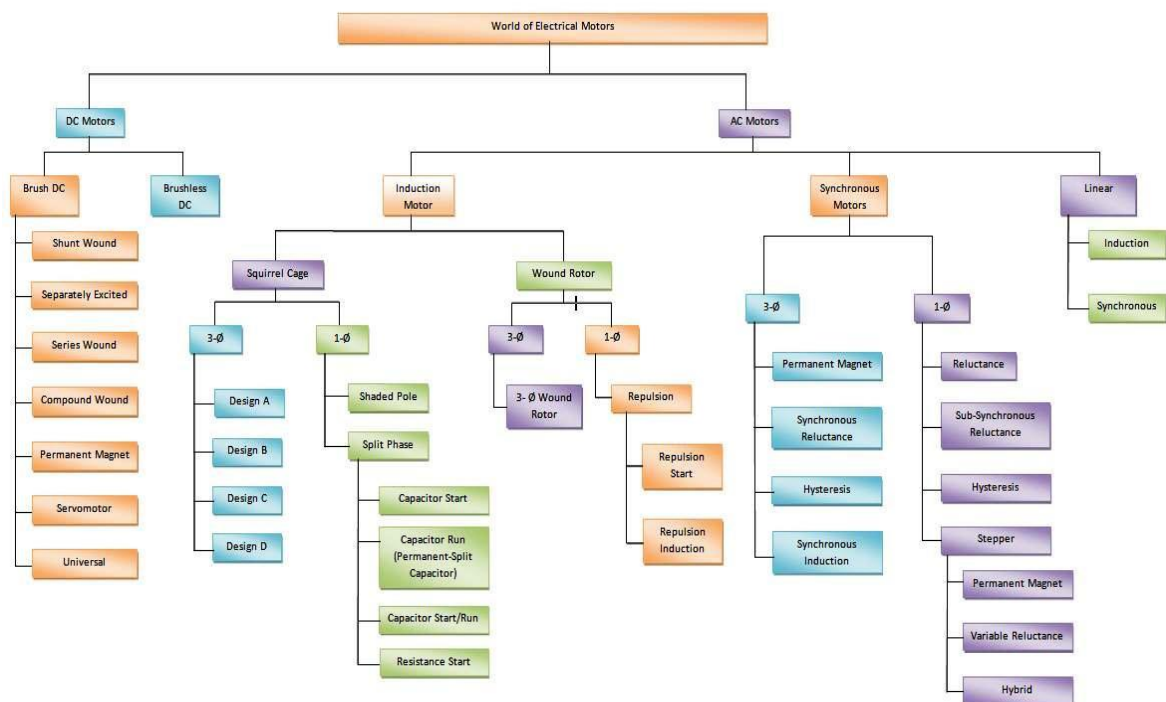 World of Electrical Motors
DC Motors
AC Motors
Brush DC
Brushless
DC
Induction
Motor
Synchronous
Motors
Linear
Shunt Wound
Separately Excited
Series Wound
Compound Wound
Permanent Magnet
Servomotor
Universal
Squirrel Cage
Wound Rotor
3-Ø
1-Ø
Design A
Design B
Design C
Design D
Shaded Pole
Split Phase
Capacitor Start
Capacitor Run
(Permanent-Split
Capacitor)
Capacitor Start/Run
Resistance Start
3-Ø
1-Ø
3- Ø Wound
Rotor
Repulsion
Repulsion
Start
Repulsion
Induction
3-Ø
1-Ø
Permanent Magnet
Synchronous
Reluctance
Hysteresis
Synchronous
Induction
Reluctance
Sub-Synchronous
Reluctance
Hysteresis
Stepper
Permanent Magnet
Variable Reluctance
Hybrid
Induction
Synchronous